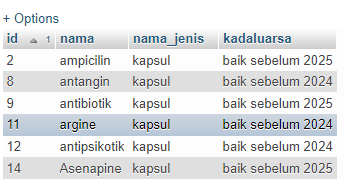 + Options
id 1 nama nama_jenis kadaluarsa
2 ampicilin kapsul baik sebelum 2025
8 antangin kapsul baik sebelum 2024
9 antibiotik kapsul baik sebelum 2025
11 argine kapsul baik sebelum 2024
12 antipsikotik kapsul baik sebelum 2024
14 Asenapine kapsul baik sebelum 2025